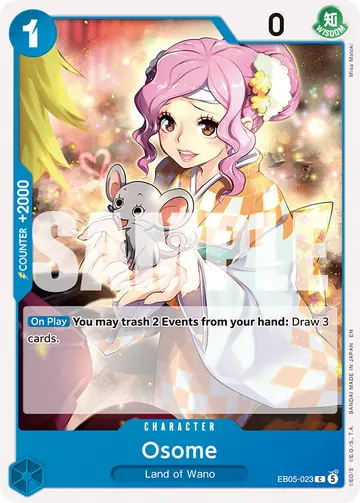 1
0
知
WISDOM
Misa Matoki
COUNTER +2000
SAMPLE
On Play You may trash 2 Events from your hand: Draw 3
cards.
BANDAI MADE IN JAPAN EN
©E/S ©E.O./S., T.A.
CHARACTER
Osome
Land of Wano
EB05-023 C 5